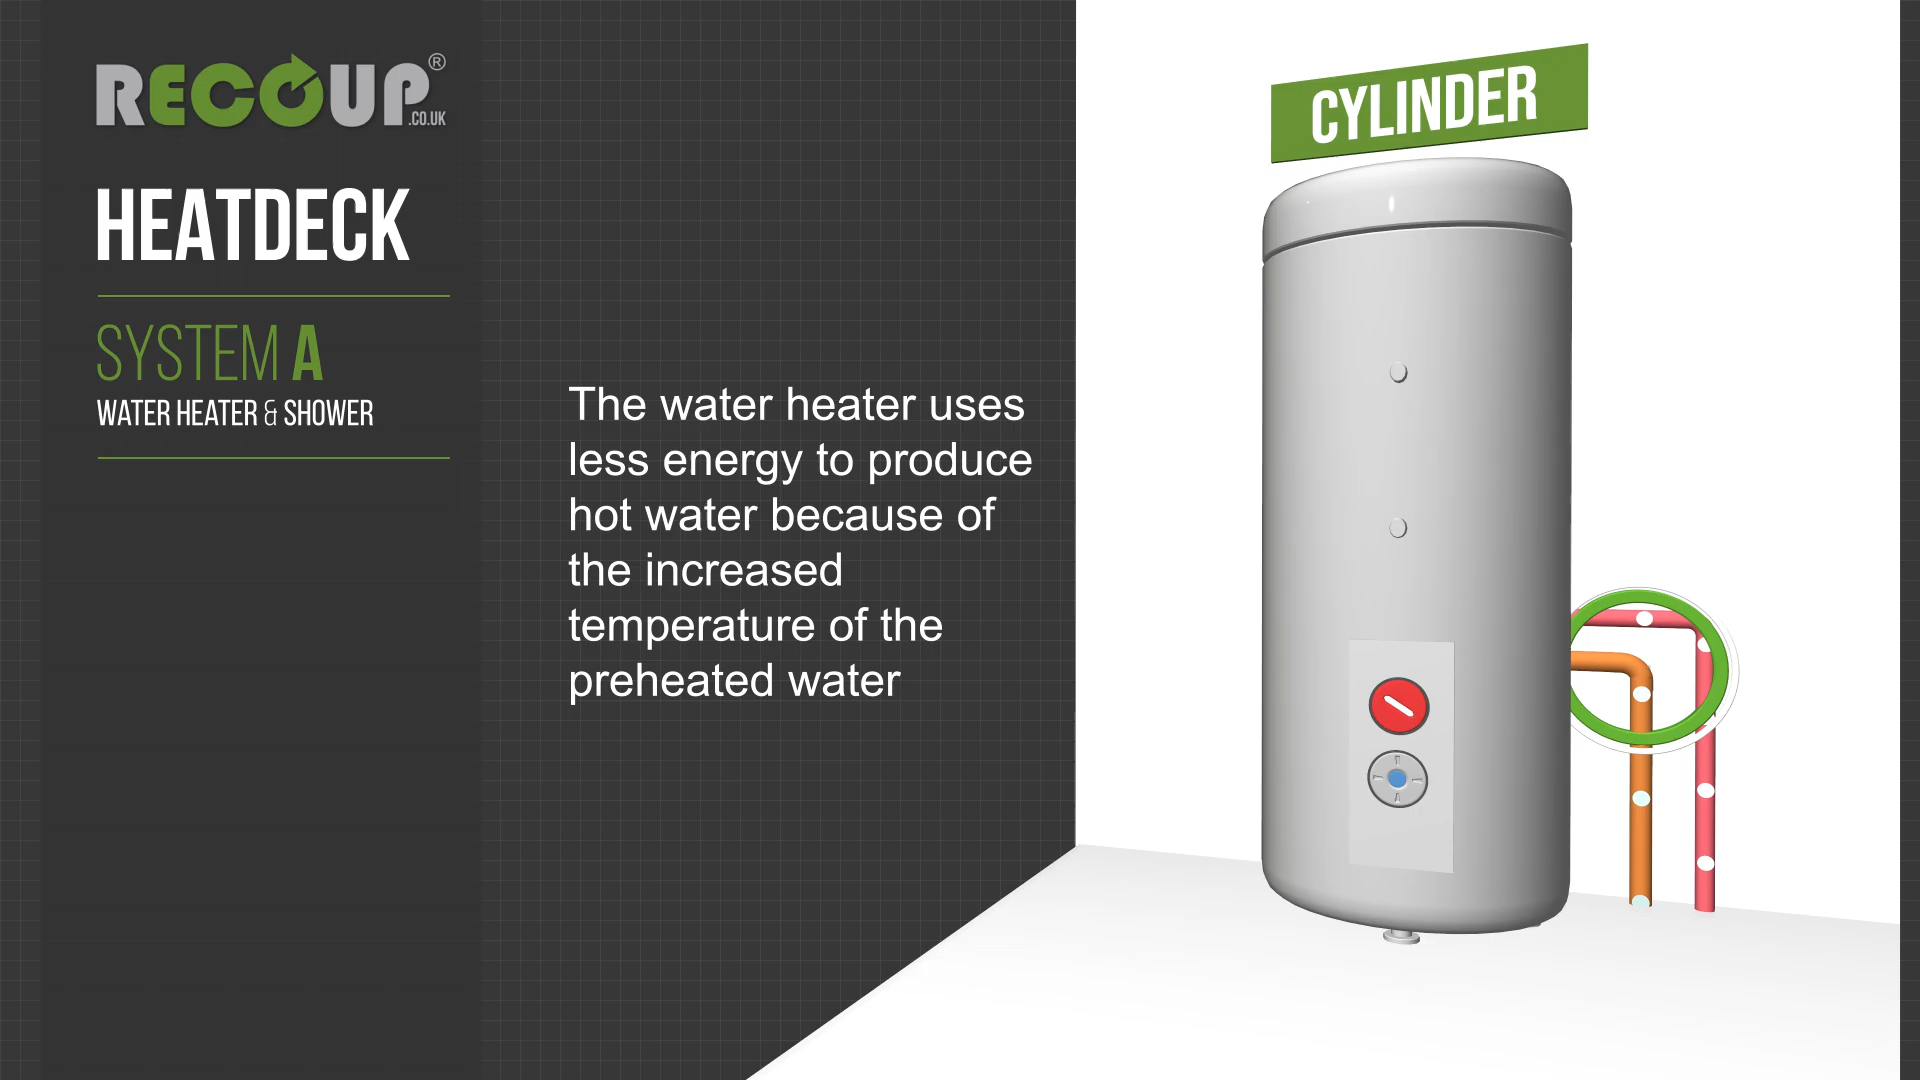 RECOUP®
.CO.UK
HEATDECK
SYSTEM A
WATER HEATER & SHOWER
The water heater uses
less energy to produce
hot water because of
the increased
temperature of the
preheated water
CYLINDER